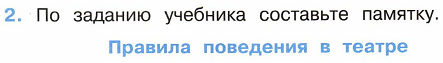 2. По заданию учебника составьте памятку.
Правила поведения в театре